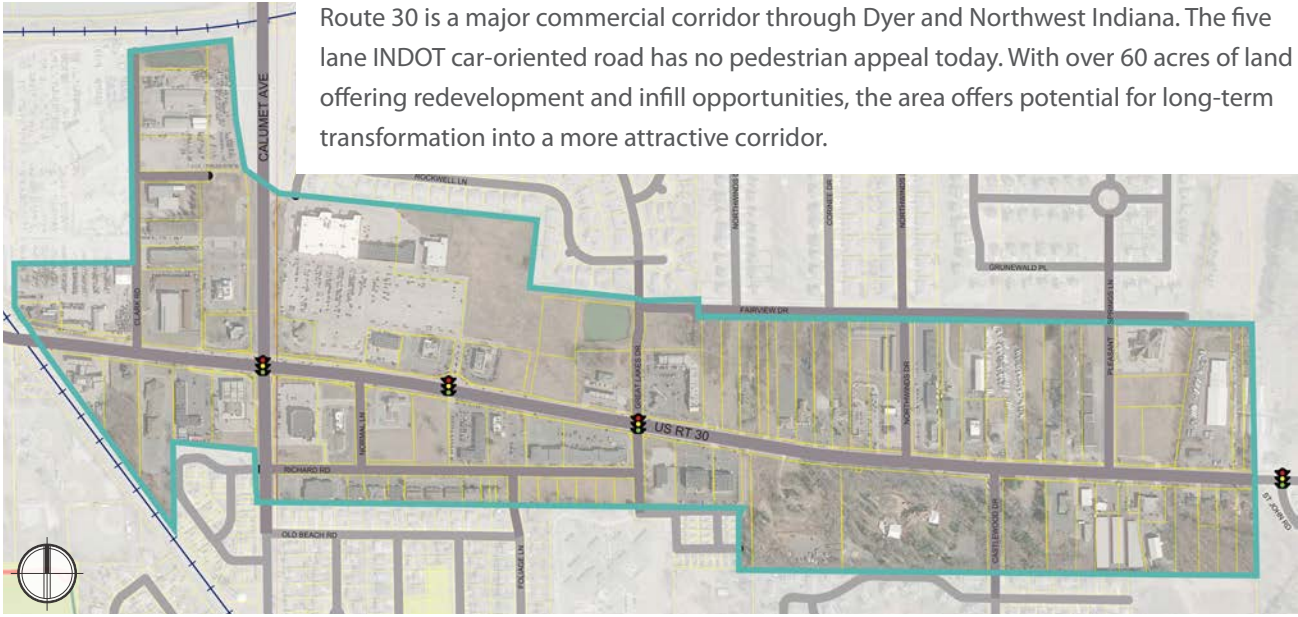 Route 30 is a major commercial corridor through Dyer and Northwest Indiana. The five
lane INDOT car-oriented road has no pedestrian appeal today. With over 60 acres of land
offering redevelopment and infill opportunities, the area offers potential for long-term
transformation into a more attractive corridor.
CALUMET AVE
ROCKWELL LN
CORINEE DR
GRUNEWALD PL
CLARK RD
FAIRVIEW DR
PLEASANT SPRINGS LN
GREAT LAKES DR
NORTHWINDS DR
NORMAL LN
US RT 30
RICHARD RD
CASTLEWOOD DR
ST JOHN RD
OLD BEACH RD
FOLIAGE LN